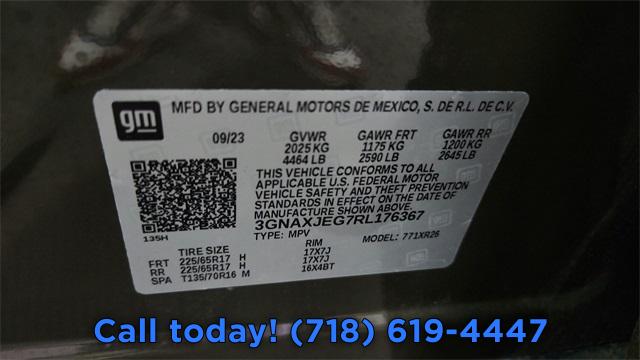 gm
MFD BY GENERAL MOTORS DE MEXICO, S. DE R.L. DE C.V.
09/23 GVWR GAWR FRT GAWR RR
2025 KG 1175 KG 1200 KG
4464 LB 2590 LB 2645 LB
THIS VEHICLE CONFORMS TO ALL
APPLICABLE U.S. FEDERAL MOTOR
VEHICLE SAFETY AND THEFT PREVENTION
STANDARDS IN EFFECT ON THE DATE OF
MANUFACTURE SHOWN ABOVE
3GNAXJEG7RL176367
135H
TYPE: MPV MODEL: 771XR26
TIRE SIZE RIM
FRT 225/65R17 H 17X7J
RR 225/65R17 H 17X7J
SPA T135/70R16 M 16X4BT
Call today! (718) 619-4447